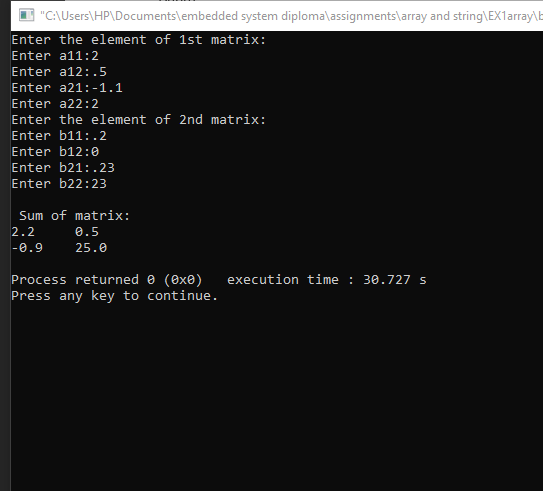 "C:\Users\HP\Documents\embedded system diploma\assignments\array and string\EX1array\b
Enter the element of 1st matrix:
Enter a11:2
Enter a12:.5
Enter a21:-1.1
Enter a22:2
Enter the element of 2nd matrix:
Enter b11:.2
Enter b12:0
Enter b21:.23
Enter b22:23
Sum of matrix:
2.2 0.5
-0.9 25.0
Process returned 0 (0x0) execution time : 30.727 s
Press any key to continue.